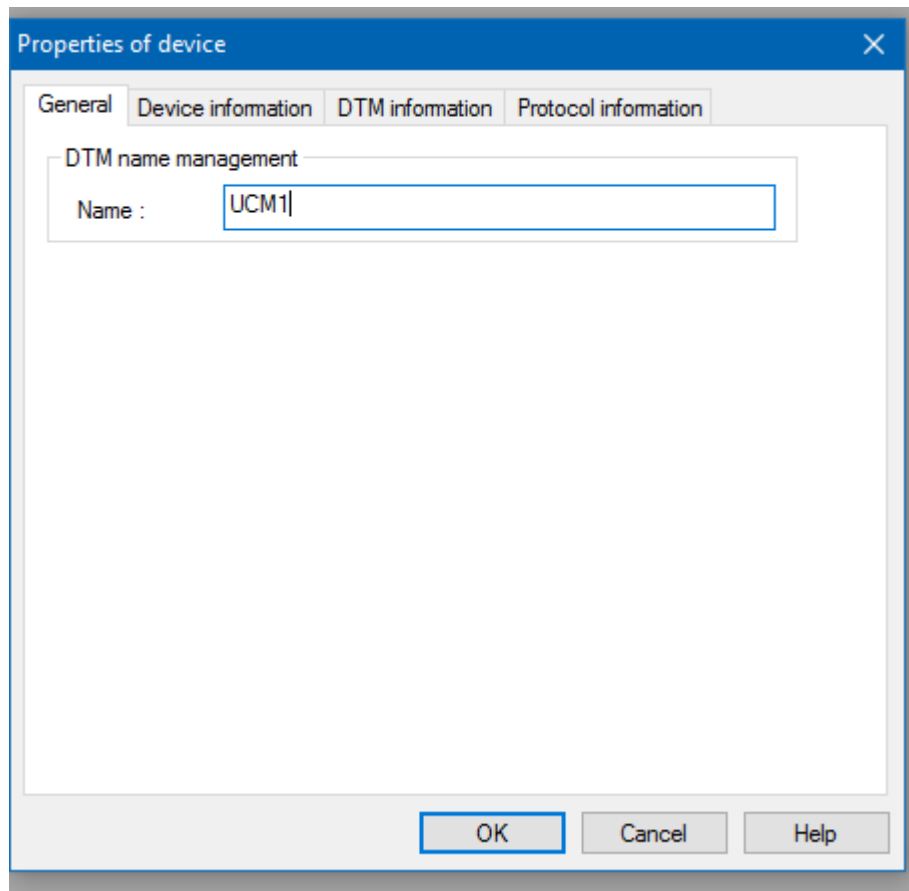 Properties of device
General Device information DTM information Protocol information
DTM name management
Name : UCM1
OK Cancel Help